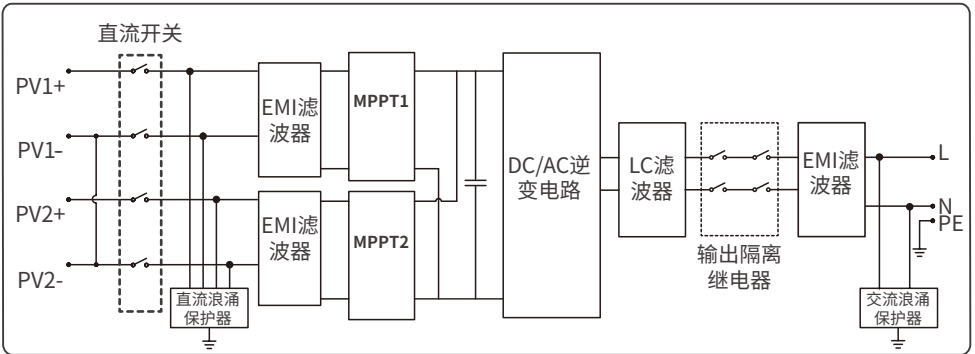 直流开关
PV1+
PV1-
PV2+
PV2-
EMI滤
波器
MPPT1
EMI滤
波器
MPPT2
直流浪涌
保护器
DC/AC逆
变电路
LC滤
波器
输出隔离
继电器
EMI滤
波器
L
N
PE
交流浪涌
保护器